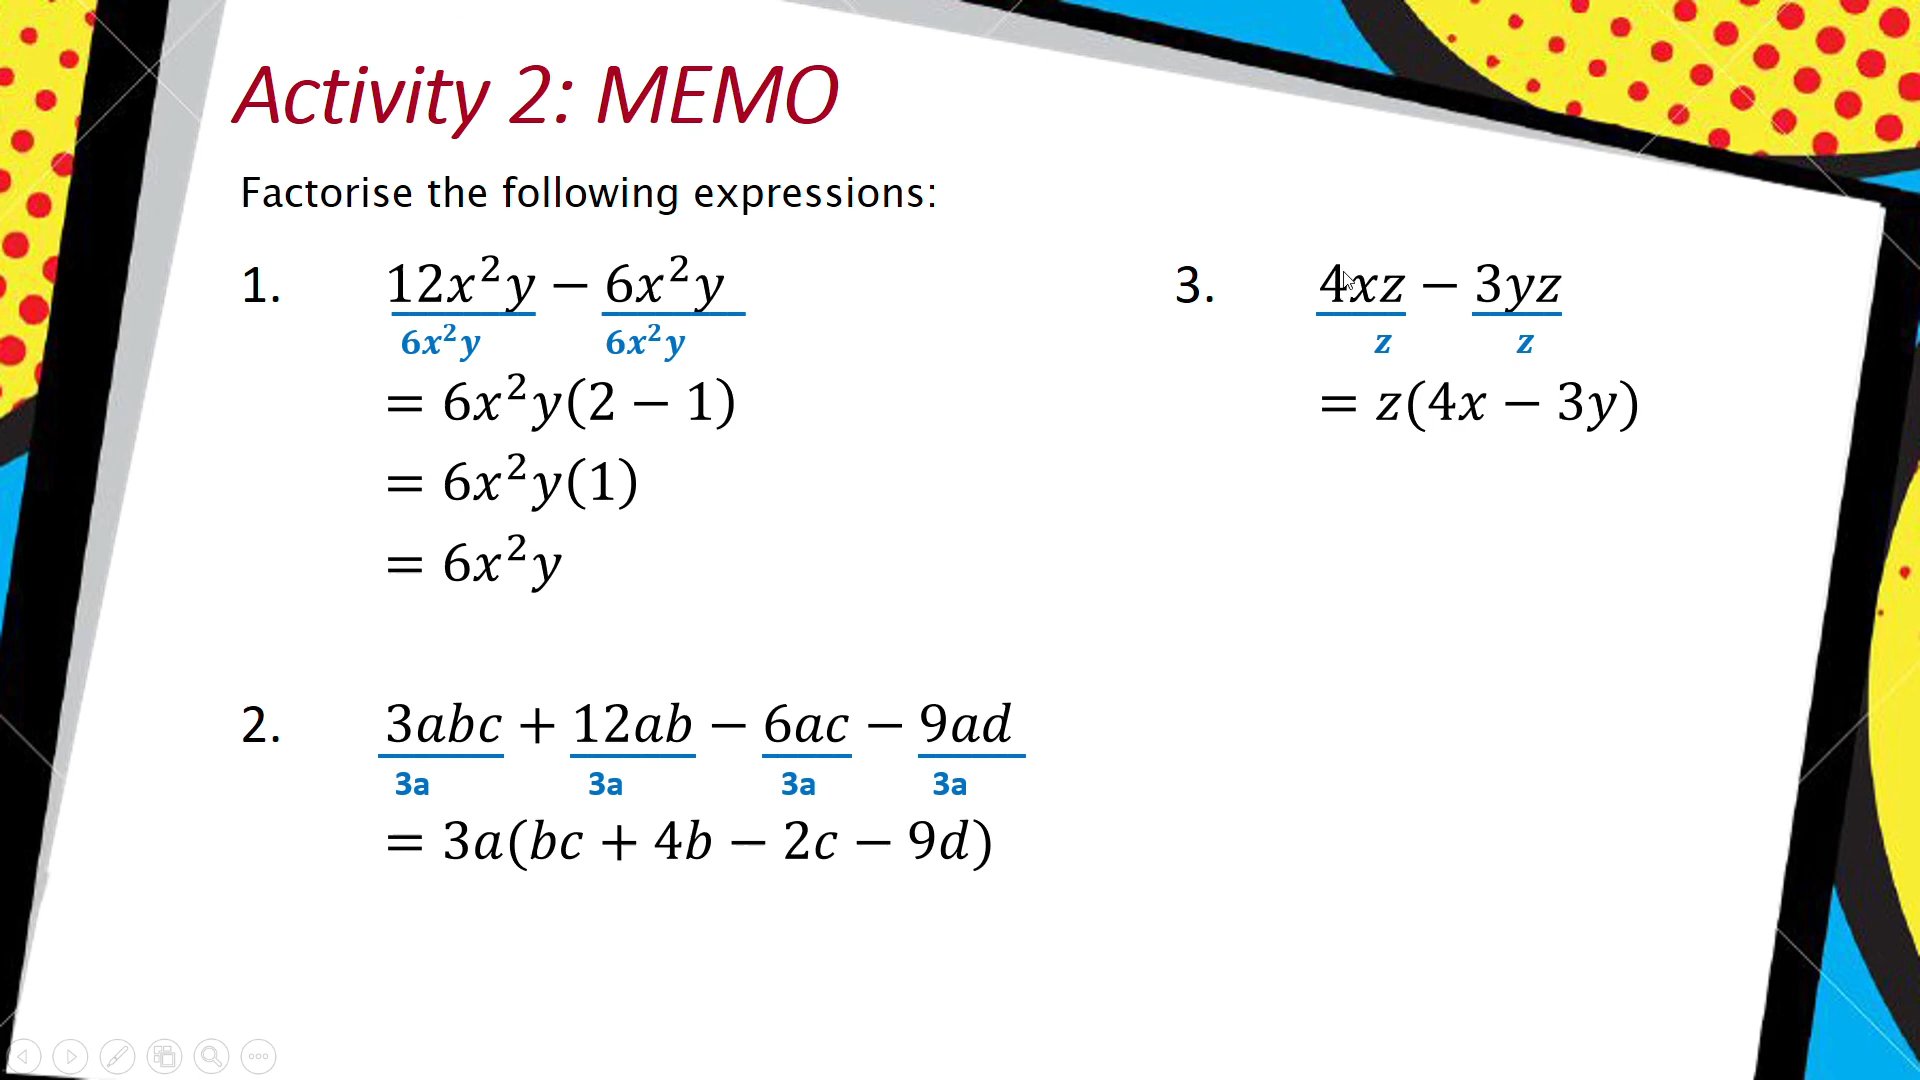 Activity 2: MEMO
Factorise the following expressions:
1. 12x²y − 6x²y
6x²y 6x²y
= 6x²y(2 − 1)
= 6x²y(1)
= 6x²y
2. 3abc + 12ab − 6ac − 9ad
3a 3a 3a 3a
= 3a(bc + 4b − 2c − 9d)
3. 4xz − 3yz
z z
= z(4x − 3y)